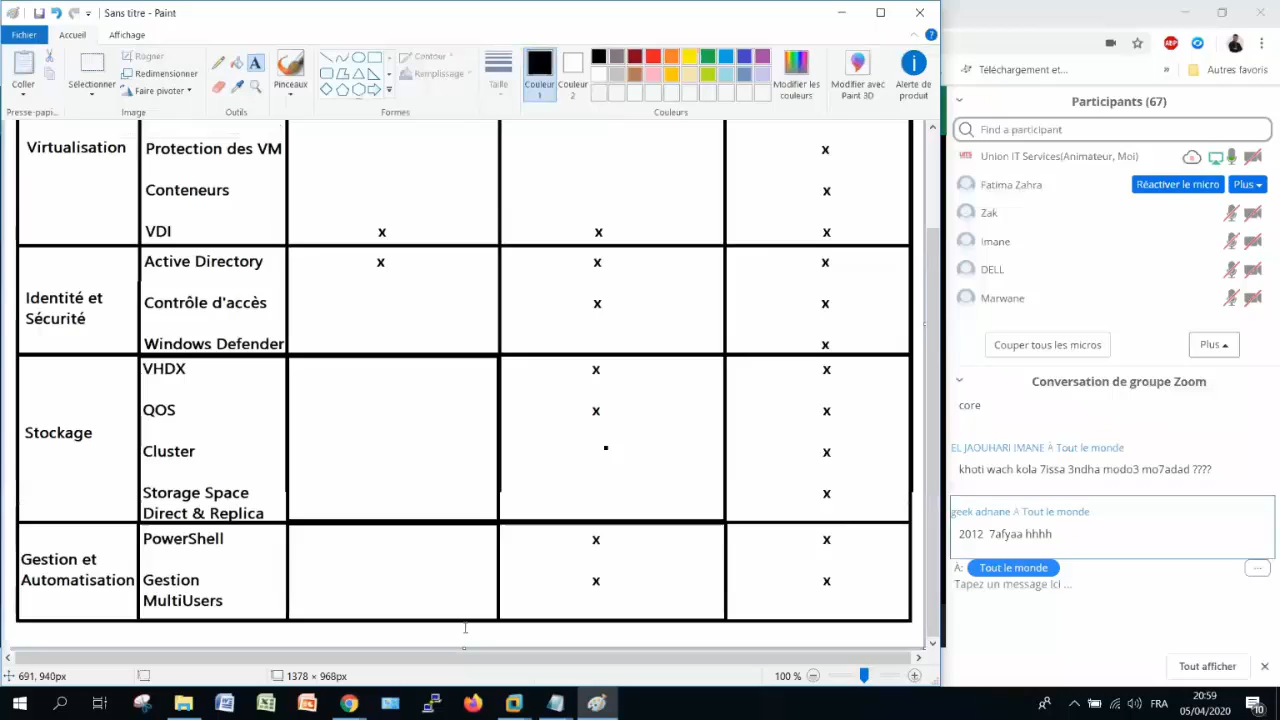 Sans titre - Paint
Fichier
Accueil
Affichage
Coller
Sélectionner
Rogner
Redimensionner
Faire pivoter
Pinceaux
Contour
Remplissage
Taille
Couleur
1
Couleur
2
Modifier les
couleurs
Modifier avec
Paint 3D
Alerte de
produit
Presse-pap...
Image
Outils
Formes
Couleurs
Virtualisation
Protection des VM
x
Conteneurs
x
VDI
x
x
x
Identité et
Sécurité
Active Directory
x
x
x
Contrôle d'accès
x
x
Windows Defender
x
Stockage
VHDX
x
x
QOS
x
x
Cluster
x
Storage Space
Direct & Replica
x
Gestion et
Automatisation
PowerShell
x
x
Gestion
MultiUsers
x
x
691, 940px
1378 × 968px
100 %
Téléchargement et...
»
Autres favoris
Participants (67)
Find a participant
Union IT Services(Animateur, Moi)
Fatima Zahra
Réactiver le micro
Plus
Zak
Imane
DELL
Marwane
Couper tous les micros
Plus
Conversation de groupe Zoom
core
EL JAOUHARI IMANE À Tout le monde
khoti wach kola 7issa 3ndha modo3 mo7adad ????
geek adnane À Tout le monde
2012 7afyaa hhhh
À:
Tout le monde
...
Tapez un message ici ...
Tout afficher
FRA
20:59
05/04/2020
10